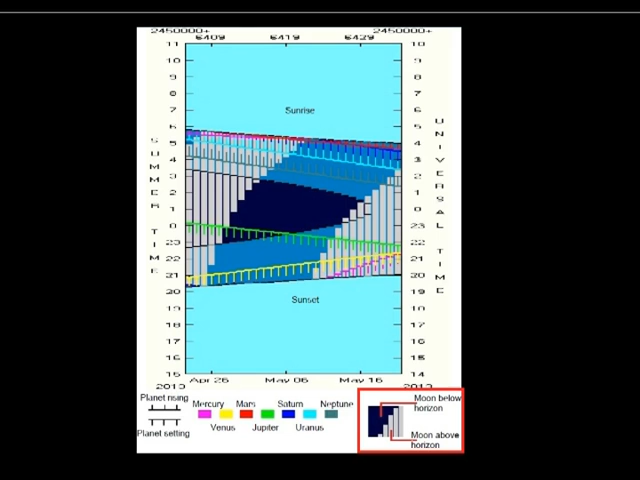 2450000+ 2450000+
6409 6419 6429
11 10
10 9
9 8
8 7
7 6
Sunrise
6 5
5 4
4 3
3 2
2 1
1 0
0 23
23 22
22 21
21 20
20 19
Sunset
19 18
18 17
17 16
16 15
15 14
SUMMER TIME
UNIVERSAL TIME
Apr 26 May 06 May 16
2013 2013
Planet rising
Planet setting
Mercury Mars Saturn Neptune
Venus Jupiter Uranus
Moon below
horizon
Moon above
horizon